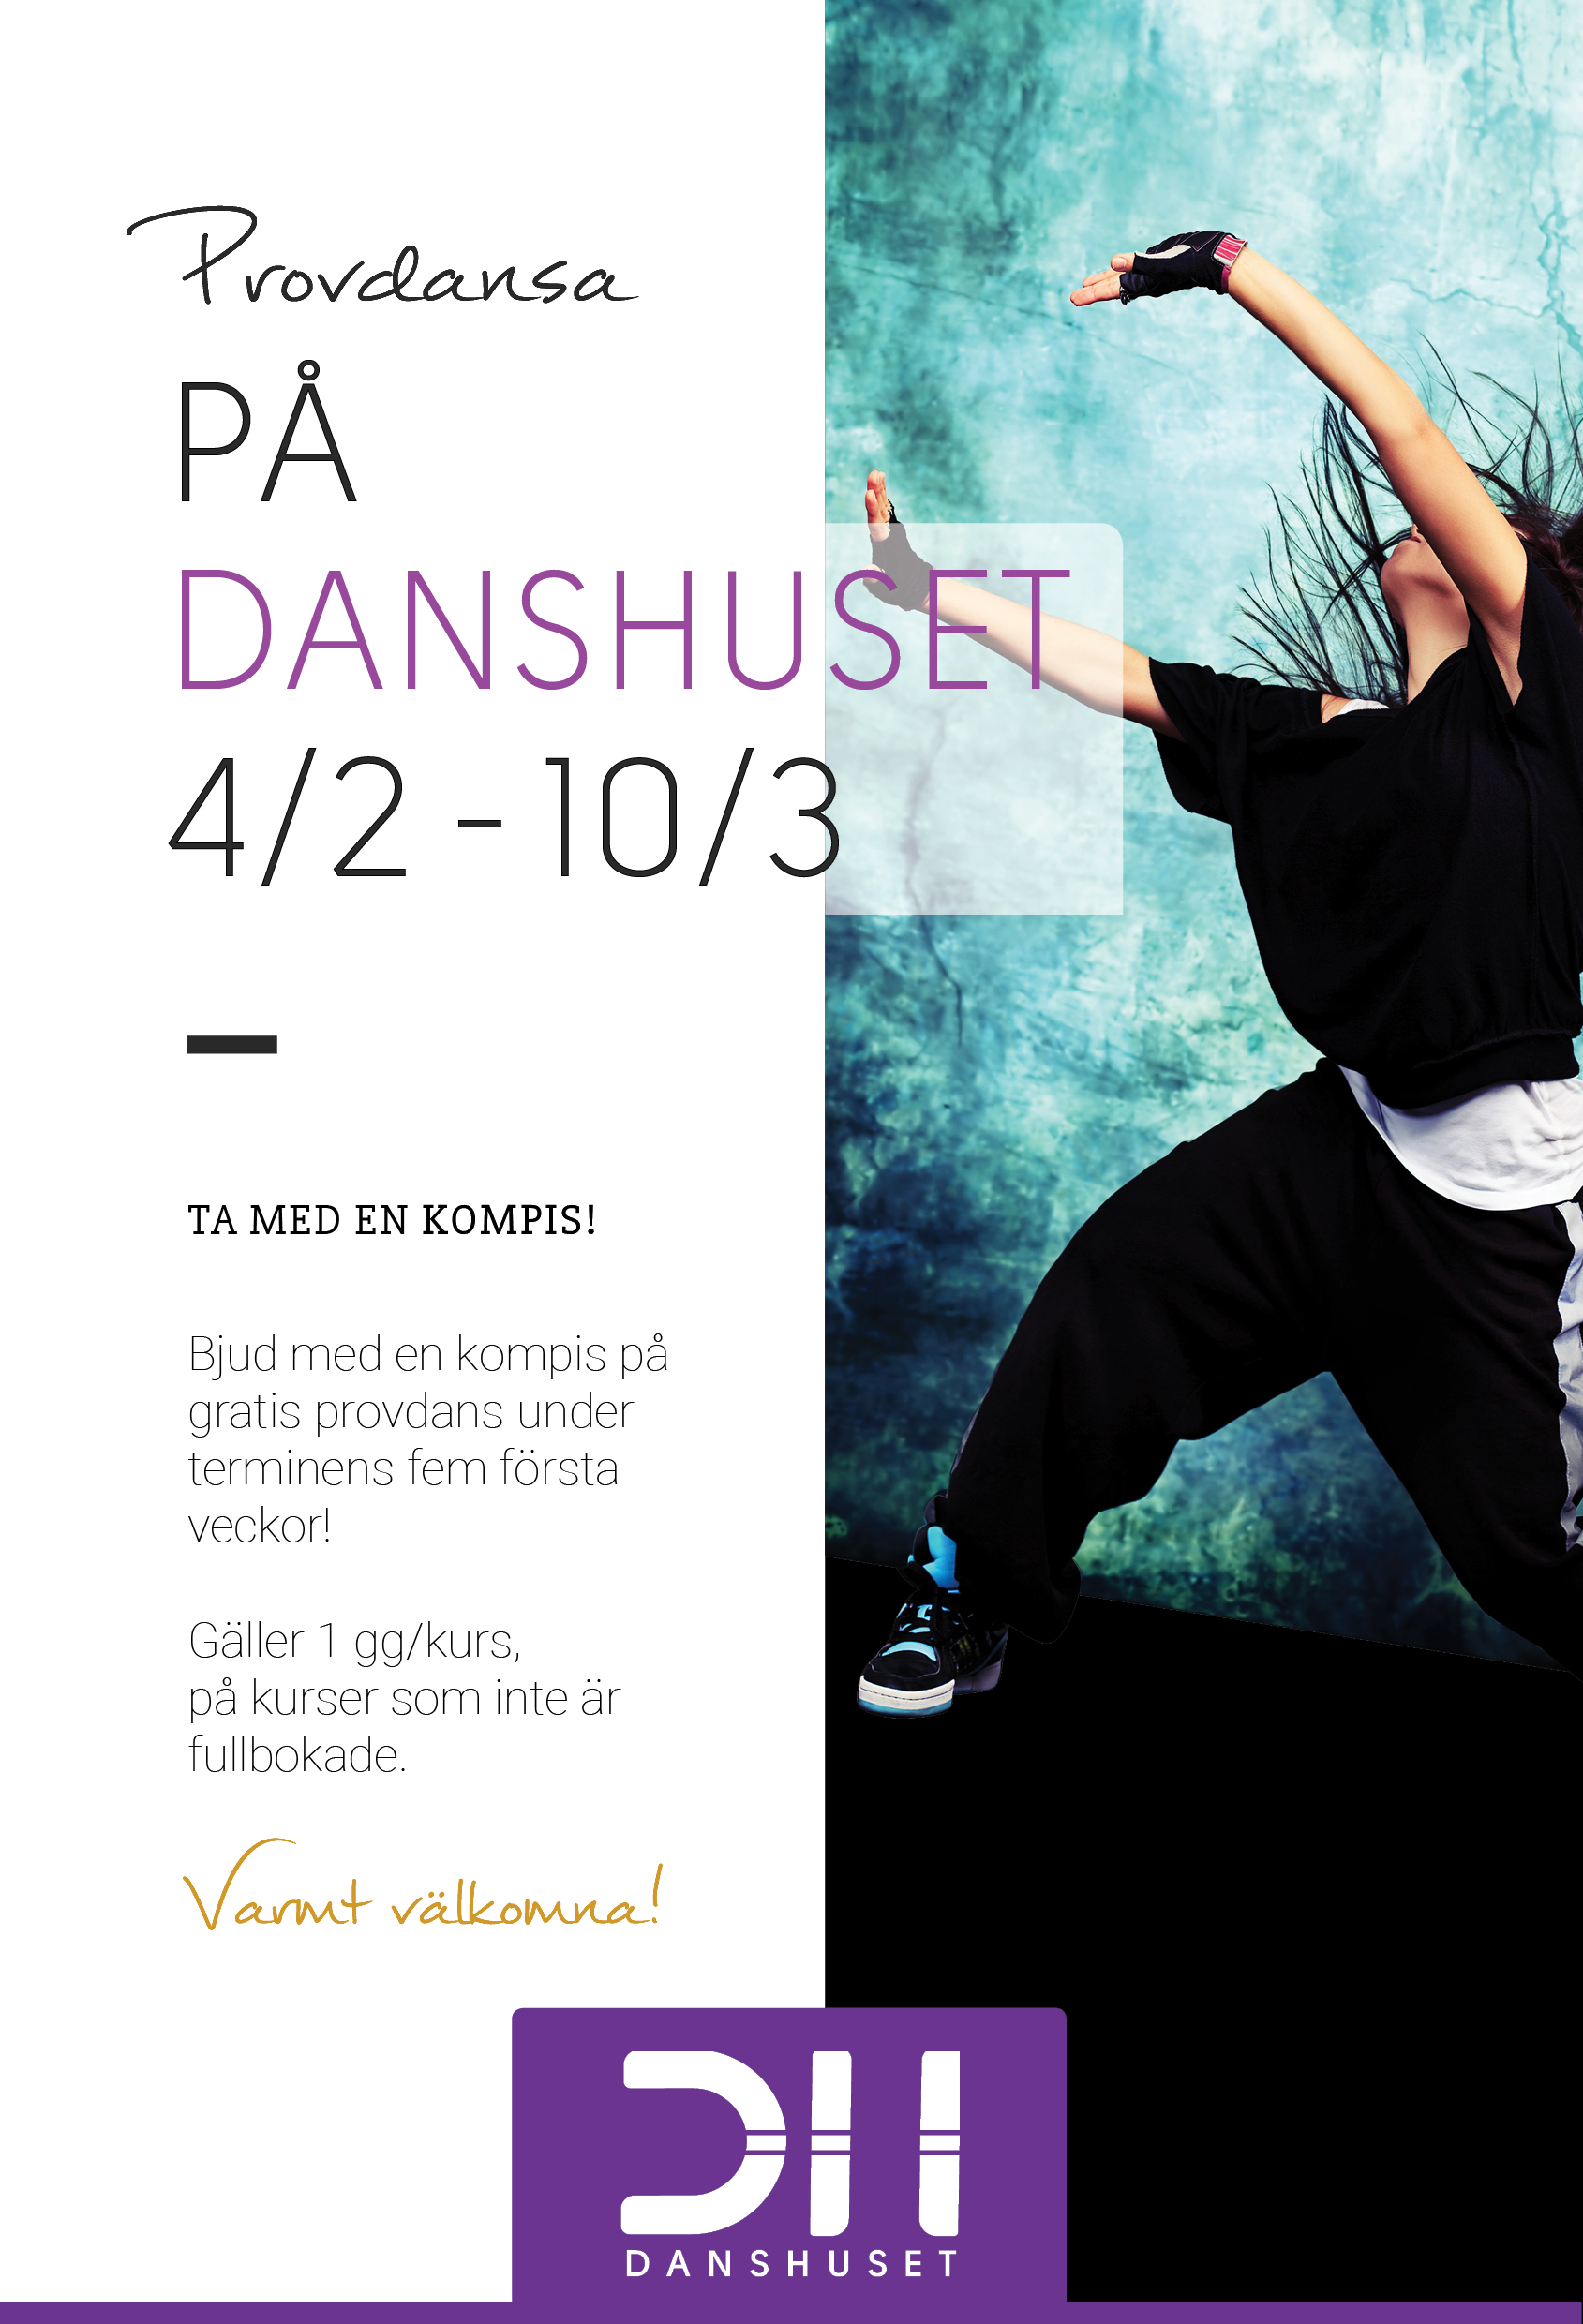 Provdansa
PÅ
DANSHUSET
4/2 - 10/3
TA MED EN KOMPIS!
Bjud med en kompis på
gratis provdans under
terminens fem första
veckor!
Gäller 1 gg/kurs,
på kurser som inte är
fullbokade.
Varmt välkomna!
DH
DANSHUSET